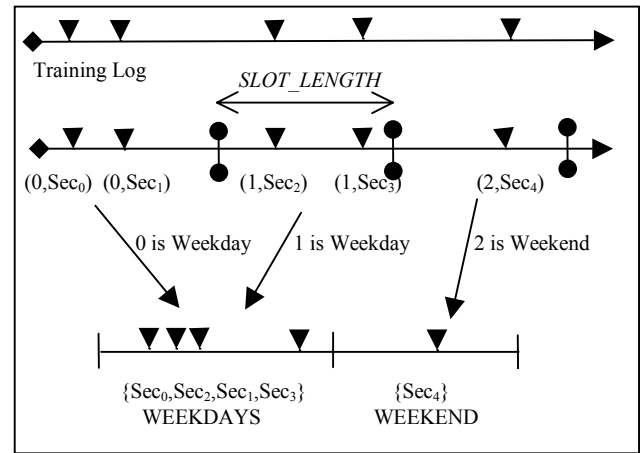 Training Log
SLOT_LENGTH
(0,Sec₀) (0,Sec₁) (1,Sec₂) (1,Sec₃) (2,Sec₄)
0 is Weekday 1 is Weekday 2 is Weekend
{Sec₀,Sec₂,Sec₁,Sec₃} {Sec₄}
WEEKDAYS WEEKEND